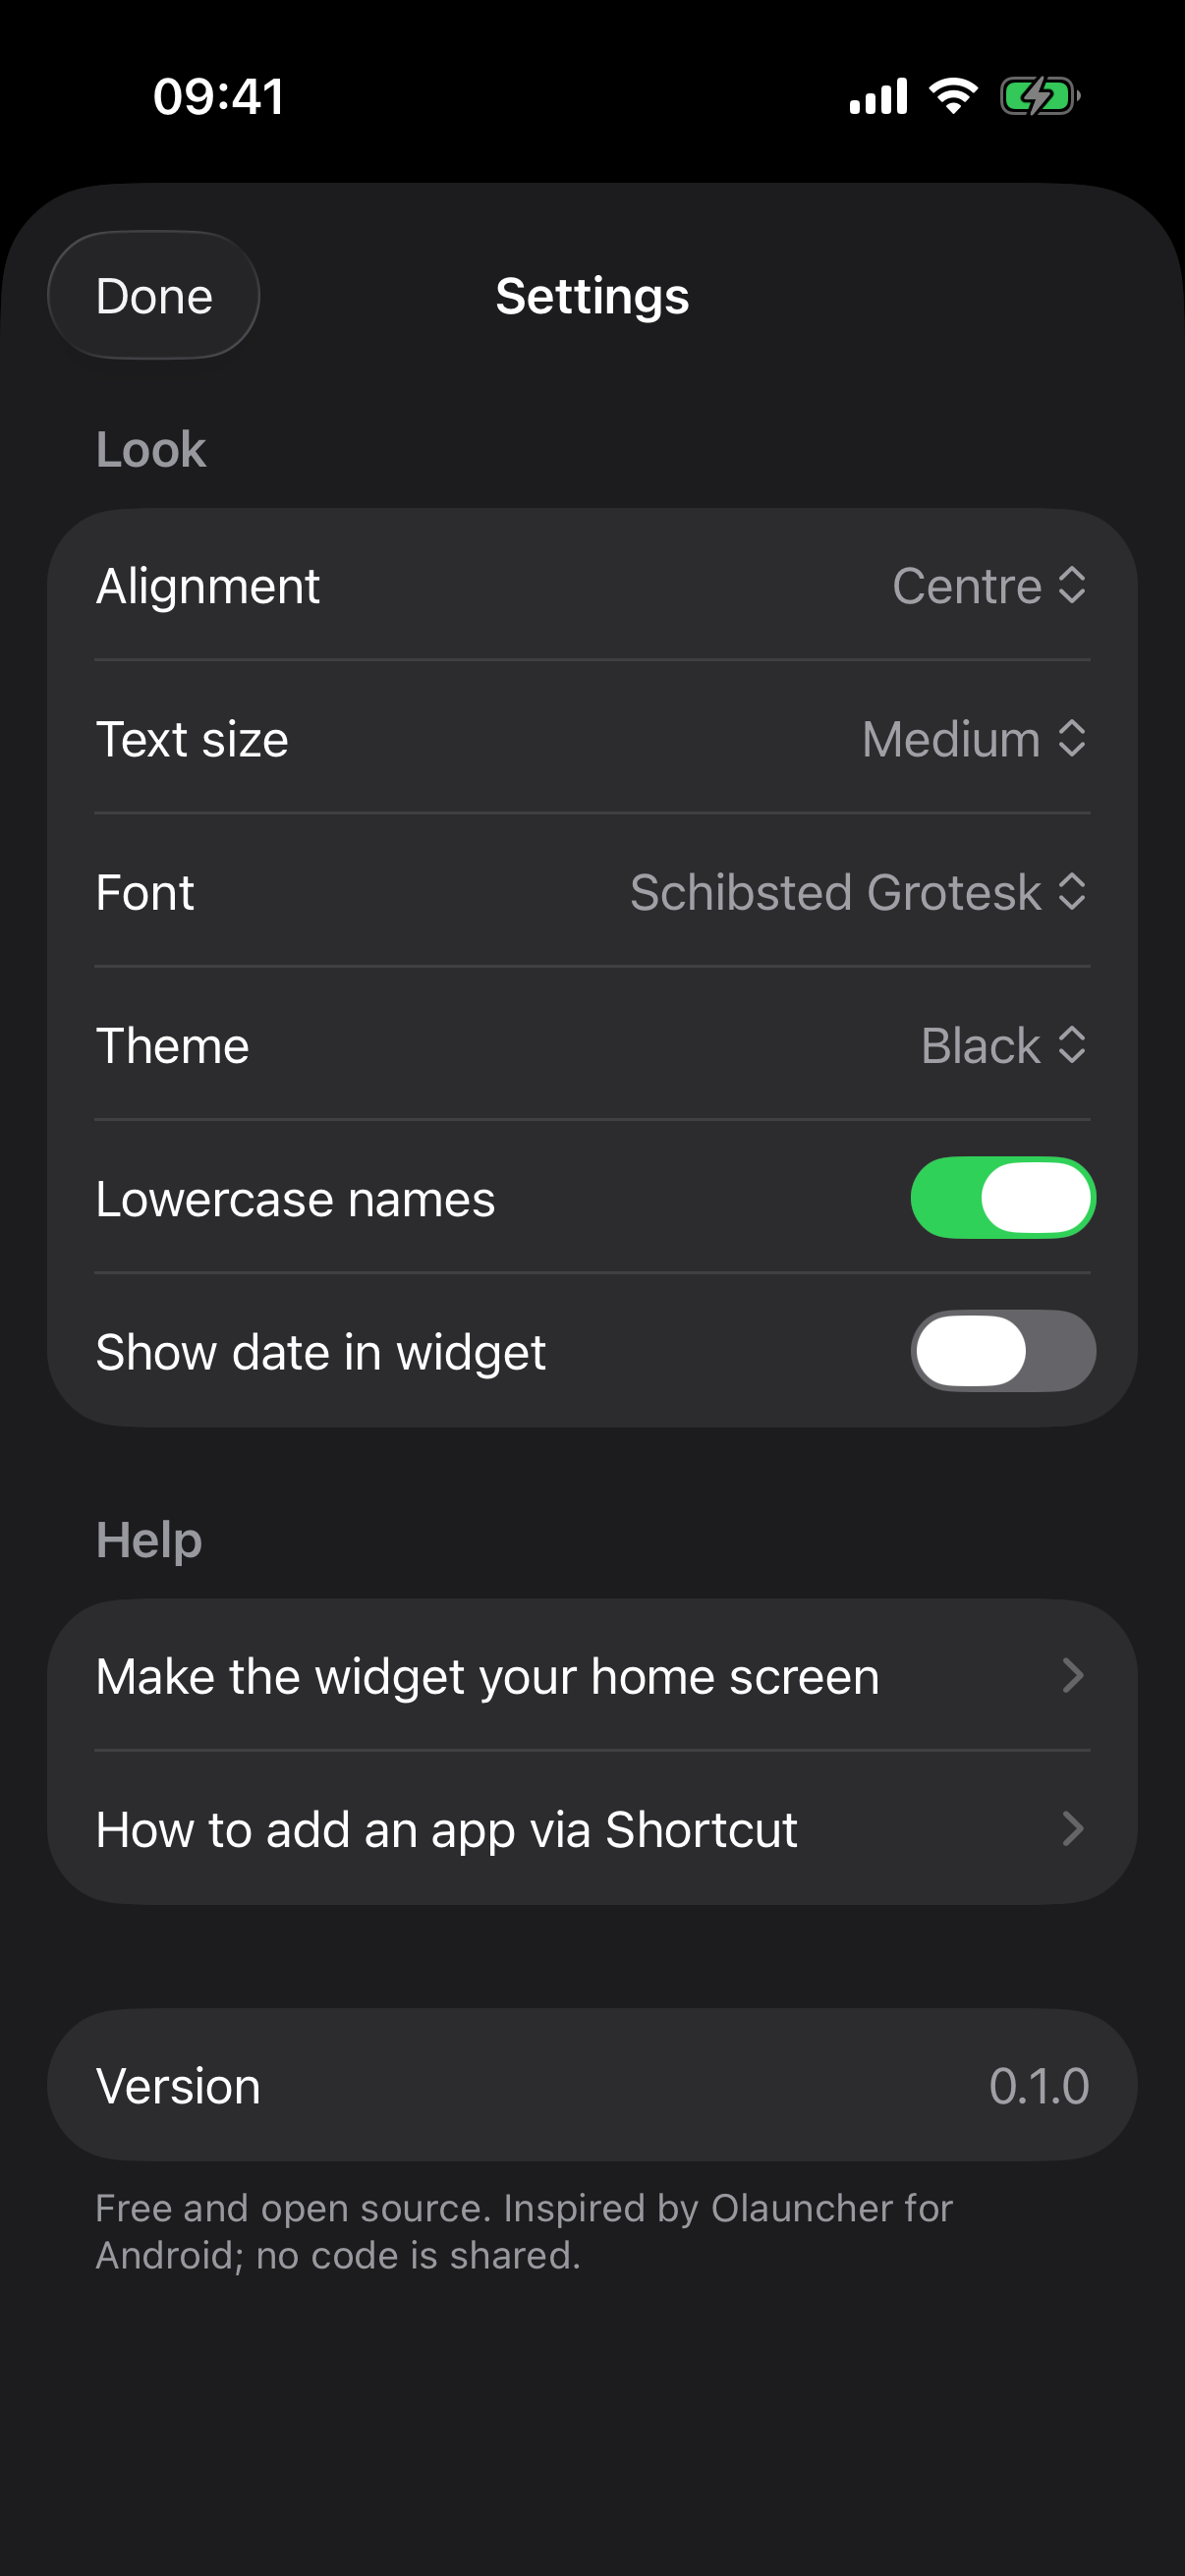 09:41
Done
Settings
Look
Alignment
Centre
Text size
Medium
Font
Schibsted Grotesk
Theme
Black
Lowercase names
Show date in widget
Help
Make the widget your home screen
How to add an app via Shortcut
Version
0.1.0
Free and open source. Inspired by Olauncher for
Android; no code is shared.